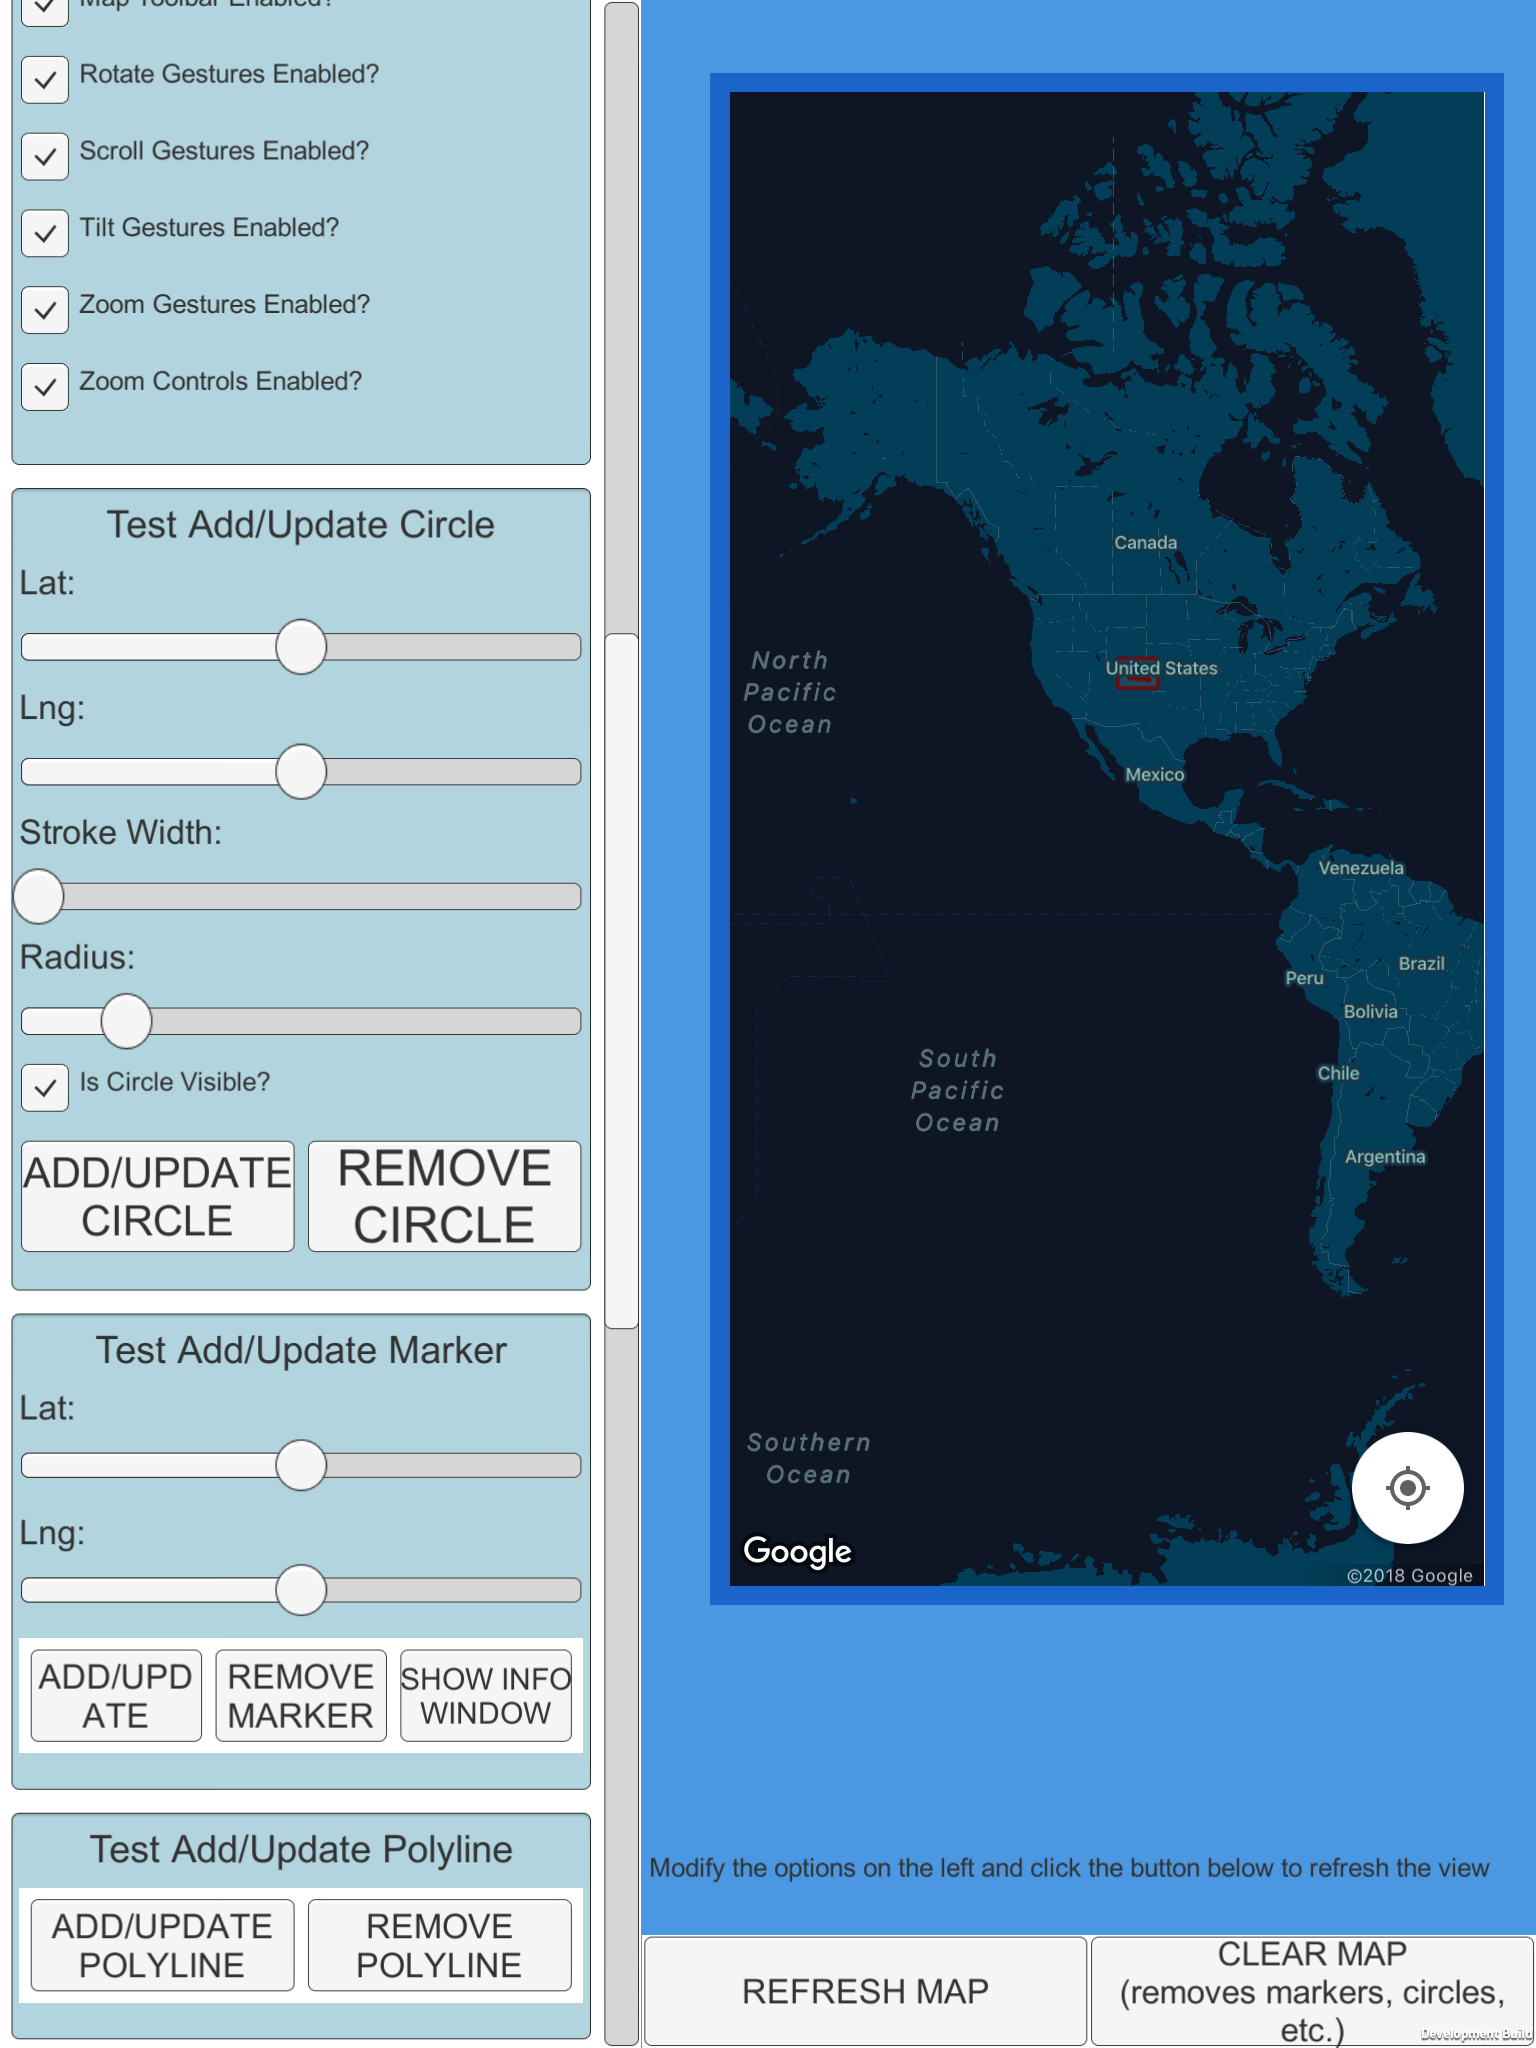 Map Toolbar Enabled?
Rotate Gestures Enabled?
Scroll Gestures Enabled?
Tilt Gestures Enabled?
Zoom Gestures Enabled?
Zoom Controls Enabled?
Test Add/Update Circle
Lat:
Lng:
Stroke Width:
Radius:
Is Circle Visible?
ADD/UPDATE
CIRCLE
REMOVE
CIRCLE
Test Add/Update Marker
Lat:
Lng:
ADD/UPD
ATE
REMOVE
MARKER
SHOW INFO
WINDOW
Test Add/Update Polyline
ADD/UPDATE
POLYLINE
REMOVE
POLYLINE
Canada
North
Pacific
Ocean
United States
Mexico
Venezuela
Brazil
Peru
Bolivia
South
Pacific
Ocean
Chile
Argentina
Southern
Ocean
Google
©2018 Google
Modify the options on the left and click the button below to refresh the view
REFRESH MAP
CLEAR MAP
(removes markers, circles,
etc.)
Development Build